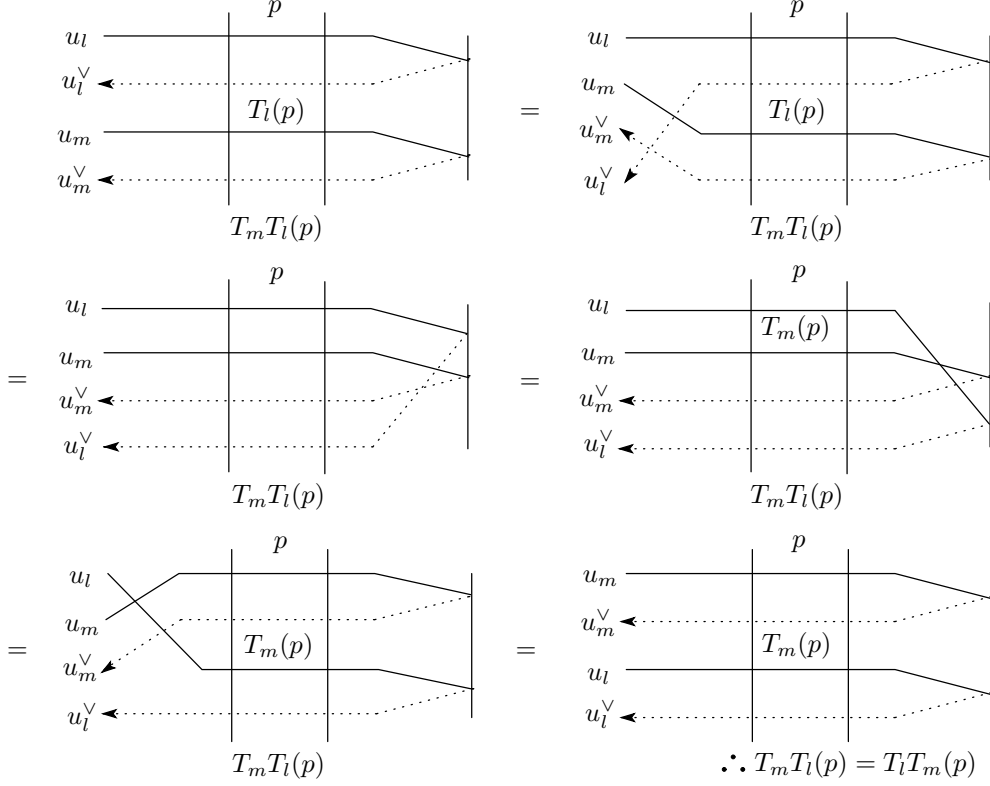 p
u_l
u_l^∨
T_l(p)
u_m
u_m^∨
T_mT_l(p)
=
p
u_l
u_m
T_l(p)
u_m^∨
u_l^∨
T_mT_l(p)
=
p
u_l
u_m
u_m^∨
u_l^∨
T_mT_l(p)
=
p
u_l
T_m(p)
u_m
u_m^∨
u_l^∨
T_mT_l(p)
=
p
u_l
u_m
T_m(p)
u_m^∨
u_l^∨
T_mT_l(p)
=
p
u_m
u_m^∨
T_m(p)
u_l
u_l^∨
∴ T_mT_l(p) = T_lT_m(p)